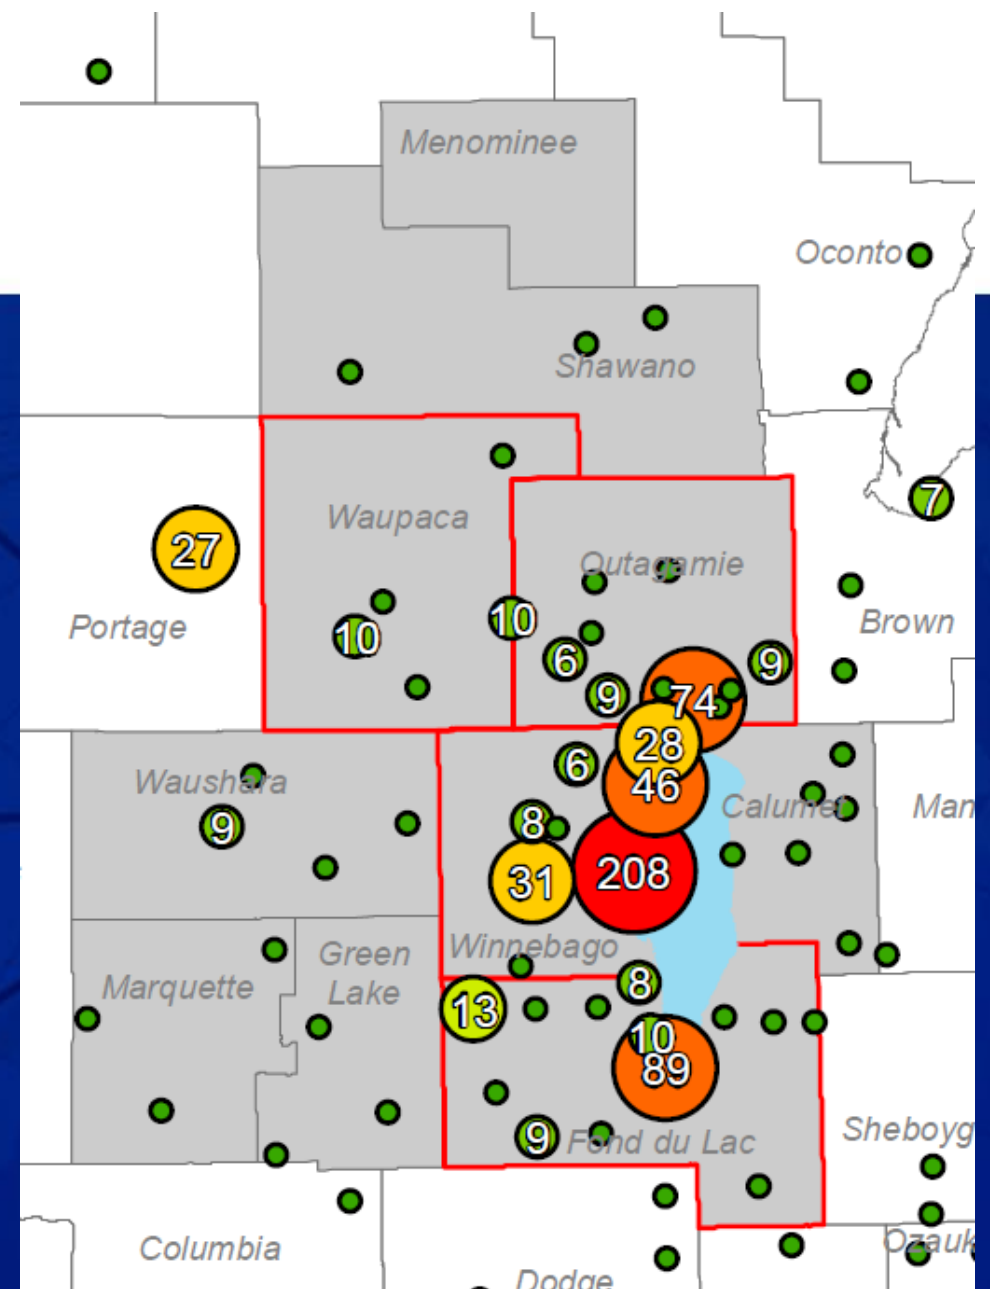 Menominee
Oconto
Shawano
7
Waupaca
27
Outagamie
Portage
10
10
Brown
6
9
9
74
28
6
46
Waushara
Calumet
Man
9
8
208
31
Winnebago
Green
Lake
Marquette
8
13
10
89
9
Fond du Lac
Sheboyg
Columbia
Ozauk
Dodge